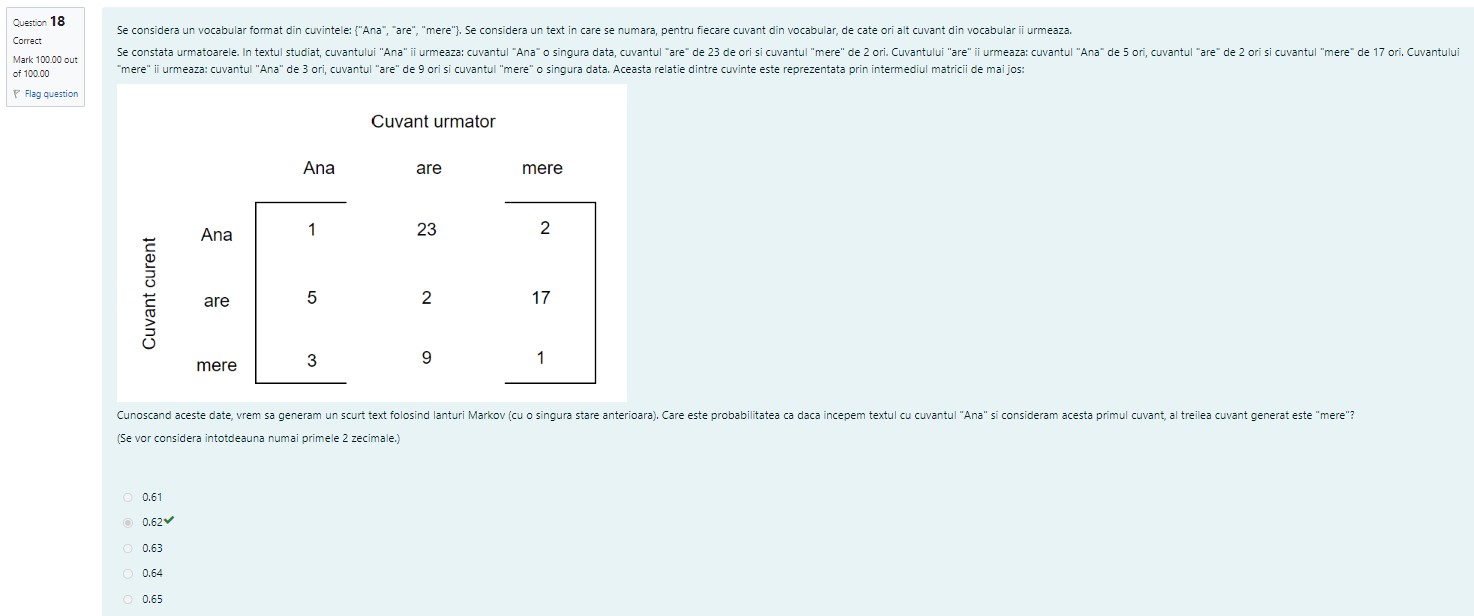 Question 18
Correct
Mark 100.00 out
of 100.00
Flag question
Se considera un vocabular format din cuvintele: {"Ana", "are", "mere"}. Se considera un text in care se numara, pentru fiecare cuvant din vocabular, de cate ori alt cuvant din vocabular îi urmeaza.
Se constata urmatoarele. In textul studiat, cuvantului "Ana" îi urmeaza: cuvantul "Ana" o singura data, cuvantul "are" de 23 de ori si cuvantul "mere" de 2 ori. Cuvantului "are" îi urmeaza: cuvantul "Ana" de 5 ori, cuvantul "are" de 2 ori si cuvantul "mere" de 17 ori. Cuvantului
"mere" îi urmeaza: cuvantul "Ana" de 3 ori, cuvantul "are" de 9 ori si cuvantul "mere" o singura data. Aceasta relatie dintre cuvinte este reprezentata prin intermediul matricii de mai jos:
Cuvant urmator
Ana are mere
Cuvant curent
Ana 1 23 2
are 5 2 17
mere 3 9 1
Cunoscand aceste date, vrem sa generam un scurt text folosind lanturi Markov (cu o singura stare anterioara). Care este probabilitatea ca daca incepem textul cu cuvantul "Ana" si consideram acesta primul cuvant, al treilea cuvant generat este "mere"?
(Se vor considera intotdeauna numai primele 2 zecimale.)
0.61
0.62
0.63
0.64
0.65